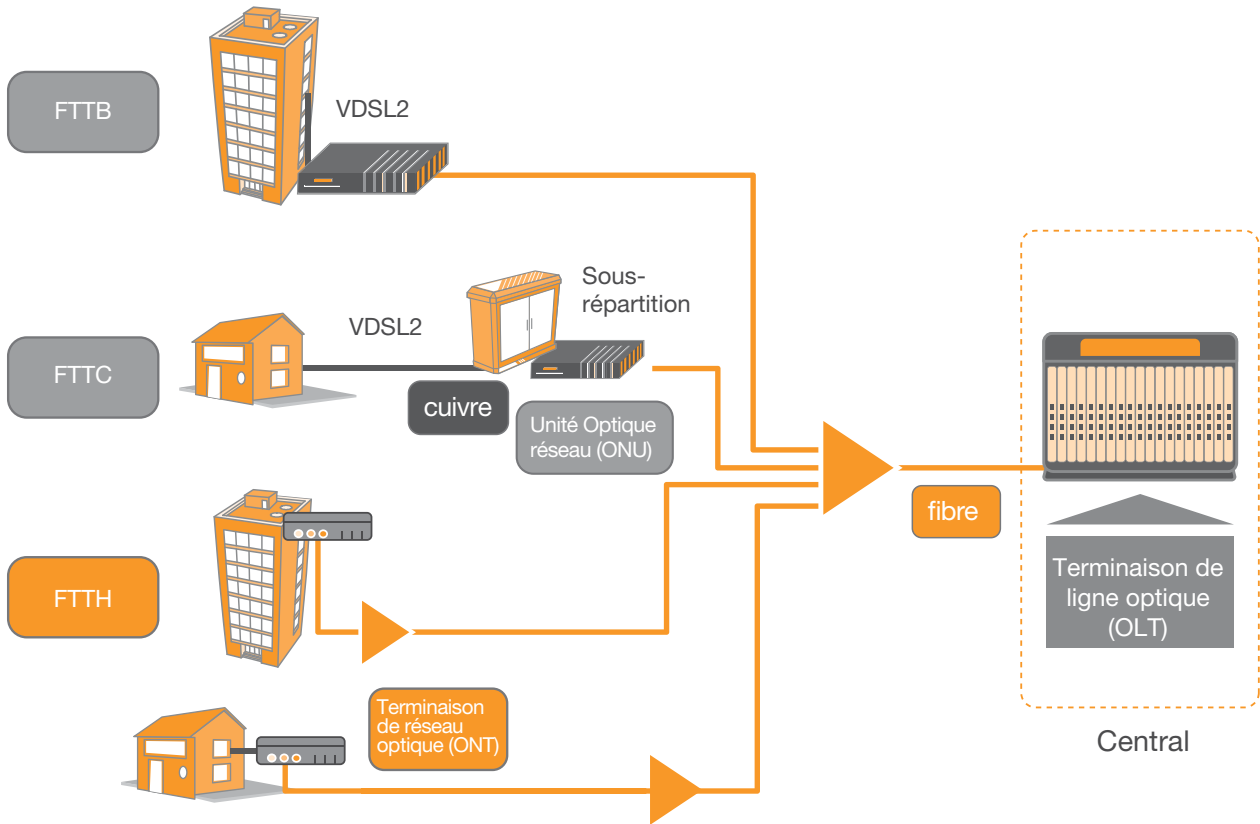 FTTB
VDSL2
Sous-
répartition
VDSL2
FTTC
cuivre
Unité Optique
réseau (ONU)
fibre
FTTH
Terminaison de
ligne optique
(OLT)
Terminaison
de réseau
optique (ONT)
Central